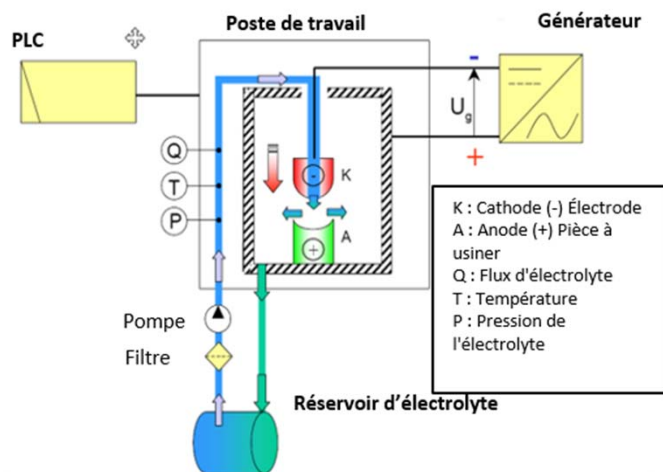 Poste de travail
Générateur
PLC
-
U_g
+
Q
T
P
K
-
A
+
K : Cathode (-) Électrode
A : Anode (+) Pièce à
usiner
Q : Flux d'électrolyte
T : Température
P : Pression de
l'électrolyte
Pompe
Filtre
Réservoir d’électrolyte